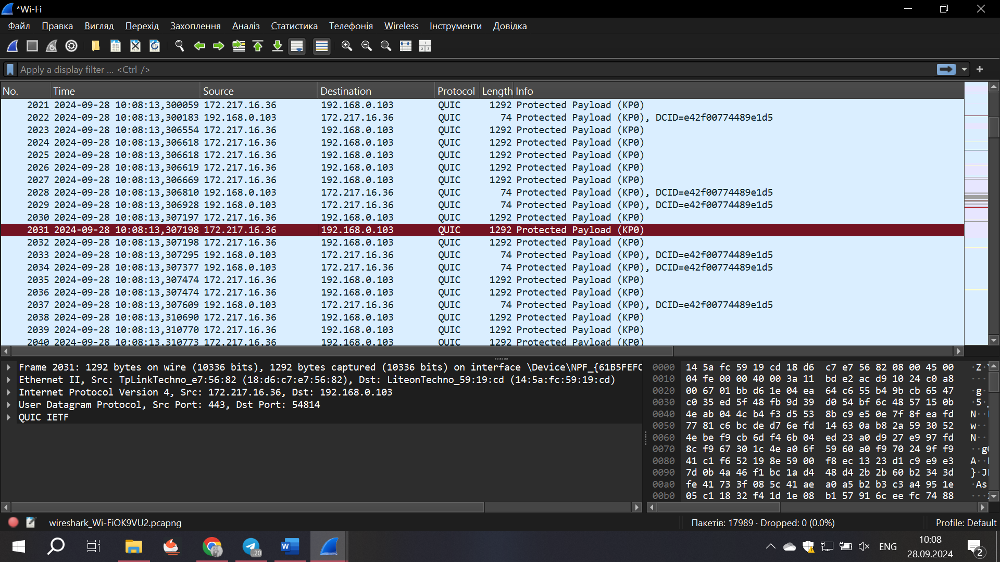 *Wi-Fi
Файл Правка Вигляд Перехід Захоплення Аналіз Статистика Телефонія Wireless Інструменти Довідка
Apply a display filter ... <Ctrl-/>
No. Time Source Destination Protocol Length Info
2021 2024-09-28 10:08:13,300059 172.217.16.36 192.168.0.103 QUIC 1292 Protected Payload (KP0)
2022 2024-09-28 10:08:13,300183 192.168.0.103 172.217.16.36 QUIC 74 Protected Payload (KP0), DCID=e42f00774489e1d5
2023 2024-09-28 10:08:13,306554 172.217.16.36 192.168.0.103 QUIC 1292 Protected Payload (KP0)
2024 2024-09-28 10:08:13,306618 172.217.16.36 192.168.0.103 QUIC 1292 Protected Payload (KP0)
2025 2024-09-28 10:08:13,306618 172.217.16.36 192.168.0.103 QUIC 1292 Protected Payload (KP0)
2026 2024-09-28 10:08:13,306619 172.217.16.36 192.168.0.103 QUIC 1292 Protected Payload (KP0)
2027 2024-09-28 10:08:13,306669 172.217.16.36 192.168.0.103 QUIC 1292 Protected Payload (KP0)
2028 2024-09-28 10:08:13,306810 192.168.0.103 172.217.16.36 QUIC 74 Protected Payload (KP0), DCID=e42f00774489e1d5
2029 2024-09-28 10:08:13,306928 192.168.0.103 172.217.16.36 QUIC 74 Protected Payload (KP0), DCID=e42f00774489e1d5
2030 2024-09-28 10:08:13,307197 172.217.16.36 192.168.0.103 QUIC 1292 Protected Payload (KP0)
2031 2024-09-28 10:08:13,307198 172.217.16.36 192.168.0.103 QUIC 1292 Protected Payload (KP0)
2032 2024-09-28 10:08:13,307198 172.217.16.36 192.168.0.103 QUIC 1292 Protected Payload (KP0)
2033 2024-09-28 10:08:13,307295 192.168.0.103 172.217.16.36 QUIC 74 Protected Payload (KP0), DCID=e42f00774489e1d5
2034 2024-09-28 10:08:13,307377 192.168.0.103 172.217.16.36 QUIC 74 Protected Payload (KP0), DCID=e42f00774489e1d5
2035 2024-09-28 10:08:13,307474 172.217.16.36 192.168.0.103 QUIC 1292 Protected Payload (KP0)
2036 2024-09-28 10:08:13,307474 172.217.16.36 192.168.0.103 QUIC 1292 Protected Payload (KP0)
2037 2024-09-28 10:08:13,307609 192.168.0.103 172.217.16.36 QUIC 74 Protected Payload (KP0), DCID=e42f00774489e1d5
2038 2024-09-28 10:08:13,310690 172.217.16.36 192.168.0.103 QUIC 1292 Protected Payload (KP0)
2039 2024-09-28 10:08:13,310770 172.217.16.36 192.168.0.103 QUIC 1292 Protected Payload (KP0)
2040 2024-09-28 10:08:13,310773 172.217.16.36 192.168.0.103 QUIC 1292 Protected Payload (KP0)
Frame 2031: 1292 bytes on wire (10336 bits), 1292 bytes captured (10336 bits) on interface \Device\NPF_{61B5FEFC
Ethernet II, Src: TpLinkTechno_e7:56:82 (18:d6:c7:e7:56:82), Dst: LiteonTechno_59:19:cd (14:5a:fc:59:19:cd)
Internet Protocol Version 4, Src: 172.217.16.36, Dst: 192.168.0.103
User Datagram Protocol, Src Port: 443, Dst Port: 54814
QUIC IETF
0000 14 5a fc 59 19 cd 18 d6 c7 e7 56 82 08 00 45 00 ·Z·Y
0010 04 fe 00 00 40 00 3a 11 bd e2 ac d9 10 24 c0 a8
0020 00 67 01 bb d6 1e 04 ea 64 c6 55 b4 9b cb 65 47 ·g
0030 c0 35 ed 5f 48 fb 9d 39 d0 54 bf 6c 48 57 15 0b ·5·_
0040 4e ab 04 4c b4 f3 d5 53 8b c9 e5 0e 7f 8f ea fd N··
0050 77 81 c6 bc de d7 6e fd 14 63 0a b8 2a 59 30 52 w··
0060 4e be f9 cb 6d f4 6b 04 ed 23 a0 d9 27 e9 97 fd N··
0070 8c f9 67 30 1c 4e a0 6f 59 60 a0 f9 70 24 9f f9 ··g0
0080 41 c1 f6 52 19 8e 59 00 f8 ec 13 23 d1 c9 e9 e3 A··
0090 7d 0b 4a 46 f1 bc 1a d4 48 d4 2b 2b 60 b2 34 3d }·J
00a0 fe 41 73 3f 08 5c 41 ae a0 a5 b2 b3 c3 a4 95 1e ·As
00b0 05 c1 18 32 f4 1d 1e 08 b1 57 91 6c ee fc 74 88 ···
wireshark_Wi-FiOK9VU2.pcapng Пакетів: 17989 · Dropped: 0 (0.0%) Profile: Default
..20
ENG
10:08
28.09.2024
2